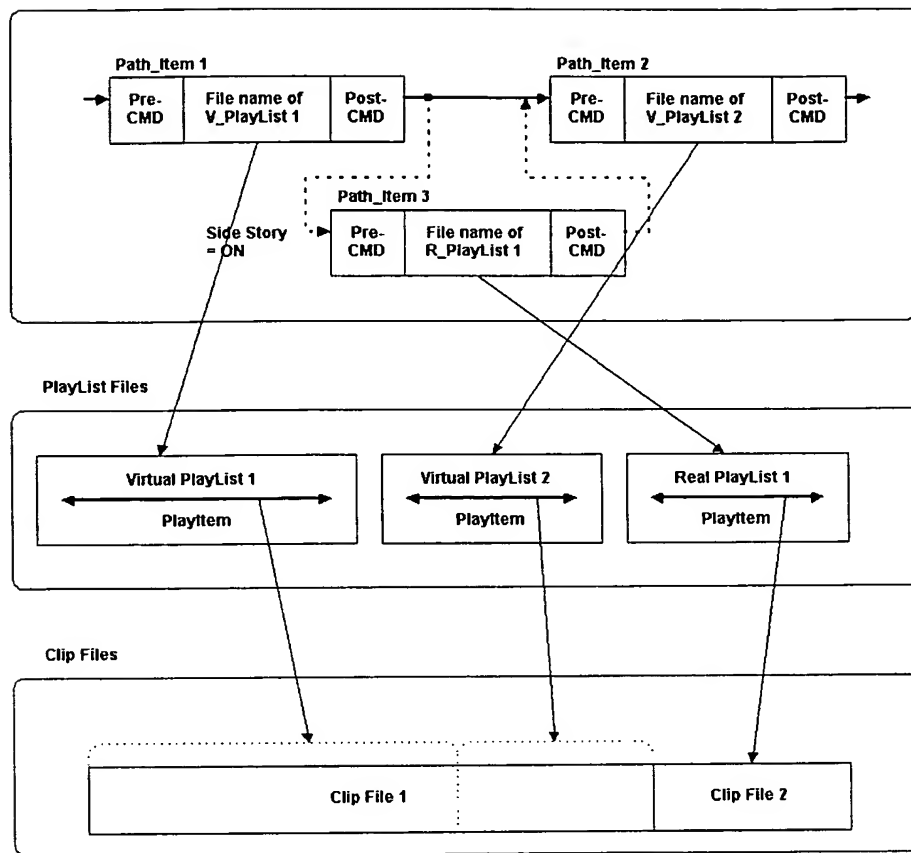 Path_Item 1
Pre-
CMD
File name of
V_PlayList 1
Post-
CMD
Path_Item 2
Pre-
CMD
File name of
V_PlayList 2
Post-
CMD
Side Story
= ON
Path_Item 3
Pre-
CMD
File name of
R_PlayList 1
Post-
CMD
PlayList Files
Virtual PlayList 1
PlayItem
Virtual PlayList 2
PlayItem
Real PlayList 1
PlayItem
Clip Files
Clip File 1
Clip File 2